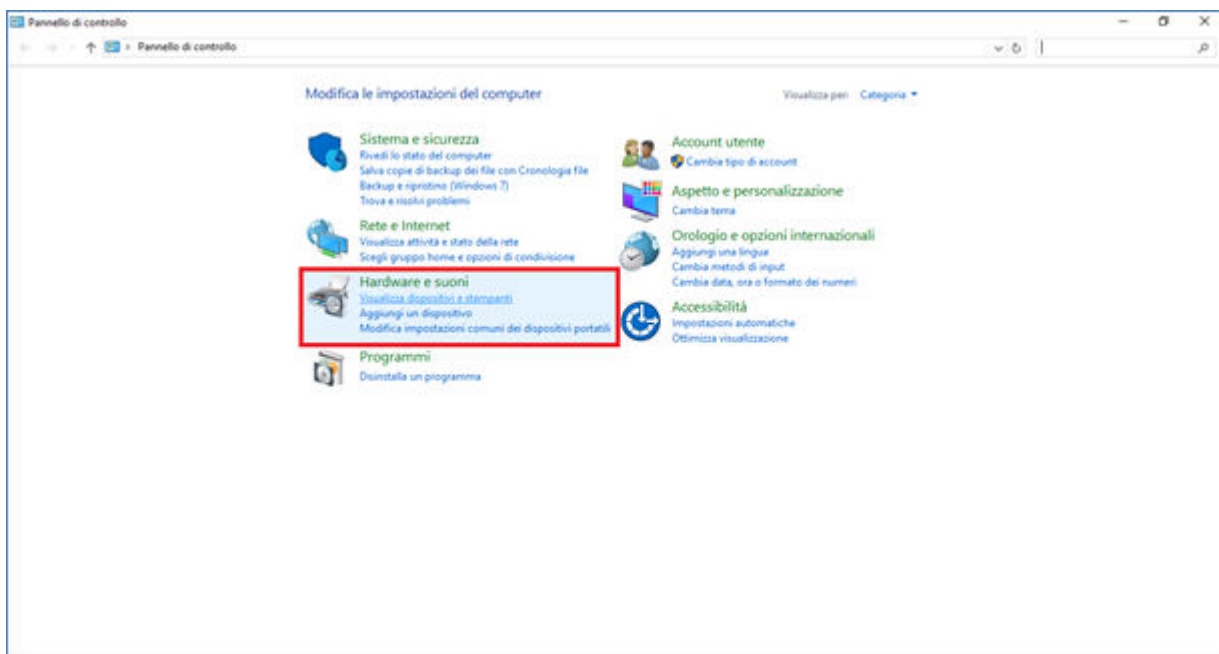 Pannello di controllo
Pannello di controllo
Modifica le impostazioni del computer
Visualizza per: Categoria
Sistema e sicurezza
Rivedi lo stato del computer
Salva copie di backup dei file con Cronologia file
Backup e ripristino (Windows 7)
Trova e risolvi problemi
Rete e Internet
Visualizza attività e stato della rete
Scegli gruppo home e opzioni di condivisione
Hardware e suoni
Visualizza dispositivi e stampanti
Aggiungi un dispositivo
Modifica impostazioni comuni dei dispositivi portatili
Programmi
Disinstalla un programma
Account utente
Cambia tipo di account
Aspetto e personalizzazione
Cambia tema
Orologio e opzioni internazionali
Aggiungi una lingua
Cambia metodi di input
Cambia data, ora o formato dei numeri
Accessibilità
Impostazioni automatiche
Ottimizza visualizzazione